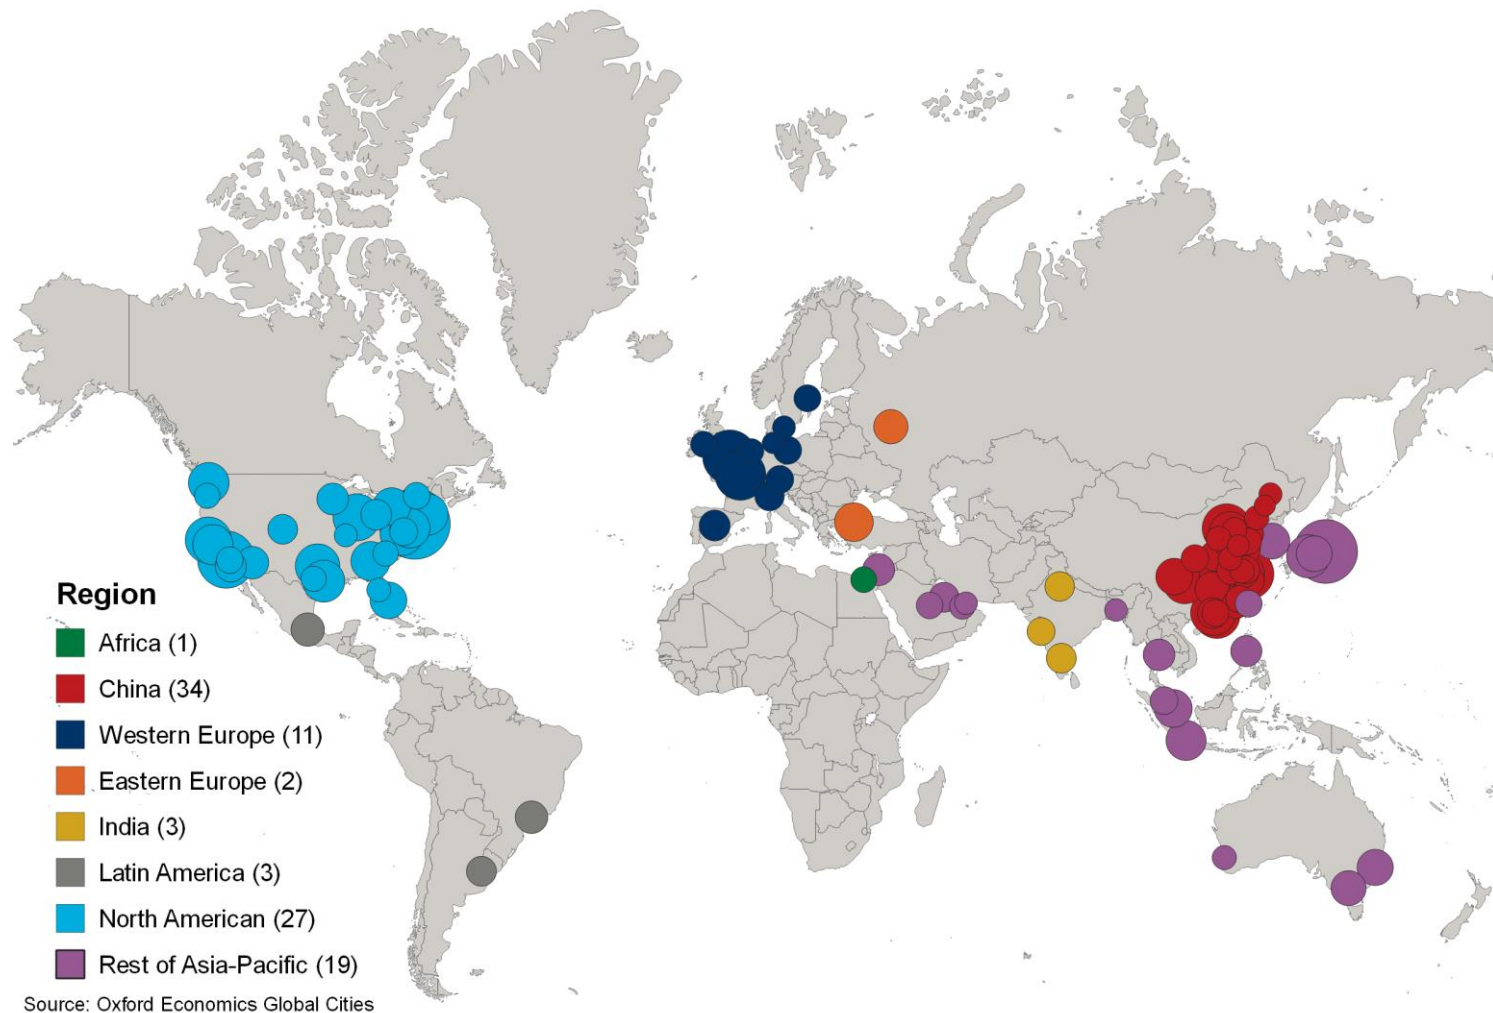 Region
Africa (1)
China (34)
Western Europe (11)
Eastern Europe (2)
India (3)
Latin America (3)
North American (27)
Rest of Asia-Pacific (19)
Source: Oxford Economics Global Cities